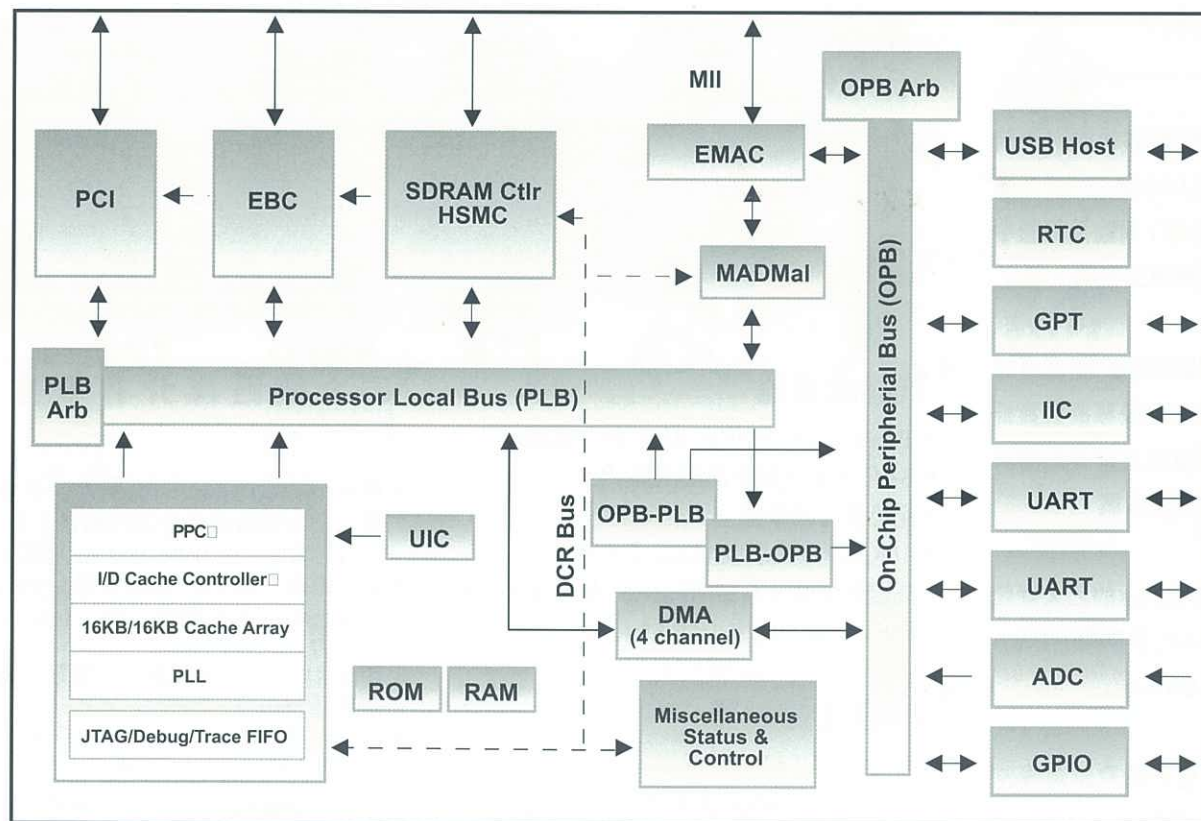 MII
OPB Arb
PCI
EBC
SDRAM Ctlr
HSMC
EMAC
USB Host
RTC
MADMal
GPT
PLB
Arb
Processor Local Bus (PLB)
On-Chip Peripherial Bus (OPB)
IIC
DCR Bus
OPB-PLB
PLB-OPB
UART
PPC□
UIC
I/D Cache Controller□
16KB/16KB Cache Array
PLL
JTAG/Debug/Trace FIFO
DMA
(4 channel)
UART
ROM
RAM
ADC
Miscellaneous
Status &
Control
GPIO